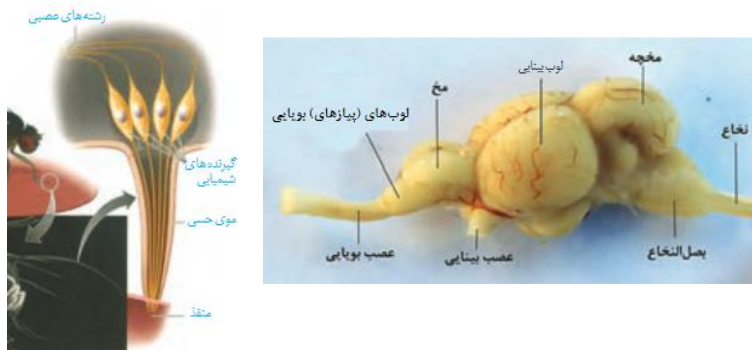 رشته‌های عصبی
گیرنده‌های
شیمیایی
موی حسی
منفذ
مخچه
لوب‌بینایی
مخ
لوب‌های (پیازهای) بویایی
نخاع
عصب بویایی
عصب بینایی
بصل‌النخاع